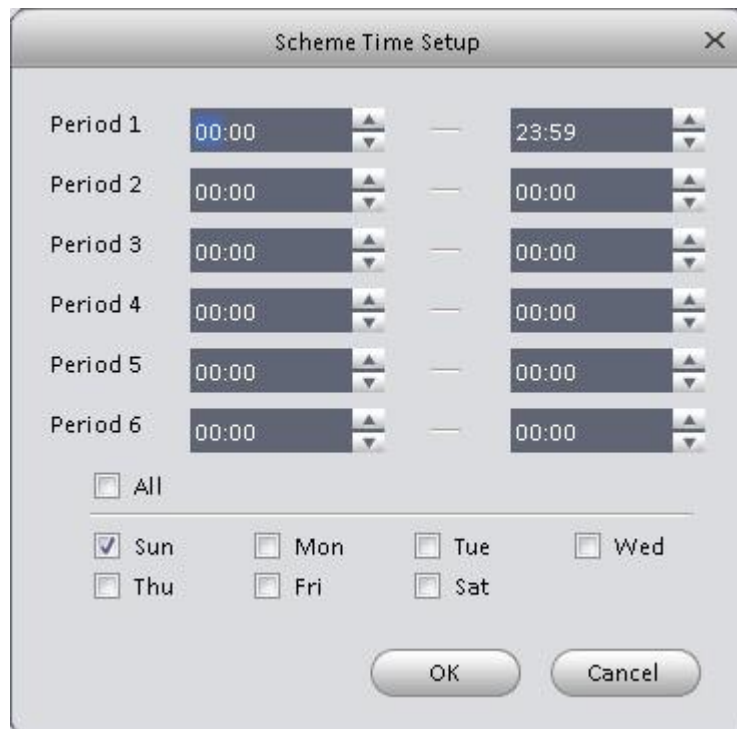 Scheme Time Setup
Period 1 00:00 — 23:59
Period 2 00:00 — 00:00
Period 3 00:00 — 00:00
Period 4 00:00 — 00:00
Period 5 00:00 — 00:00
Period 6 00:00 — 00:00
All
Sun Mon Tue Wed
Thu Fri Sat
OK Cancel